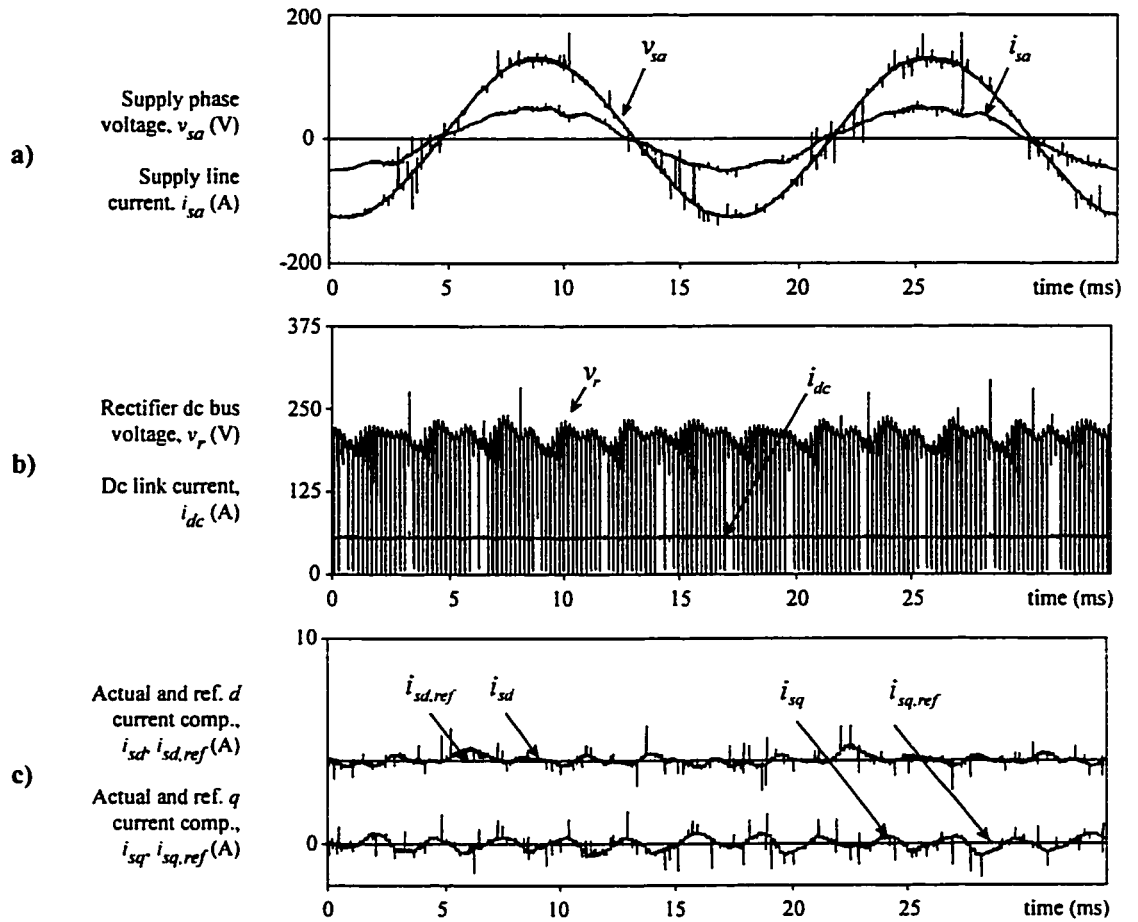 a)
Supply phase
voltage, v_sa (V)
Supply line
current, i_sa (A)
200
0
-200
v_sa
i_sa
0 5 10 15 20 25 time (ms)
b)
Rectifier dc bus
voltage, v_r (V)
Dc link current,
i_dc (A)
375
250
125
0
v_r
i_dc
0 5 10 15 20 25 time (ms)
c)
Actual and ref. d
current comp.,
i_sd, i_sd,ref (A)
Actual and ref. q
current comp.,
i_sq, i_sq,ref (A)
10
0
i_sd,ref
i_sd
i_sq
i_sq,ref
0 5 10 15 20 25 time (ms)